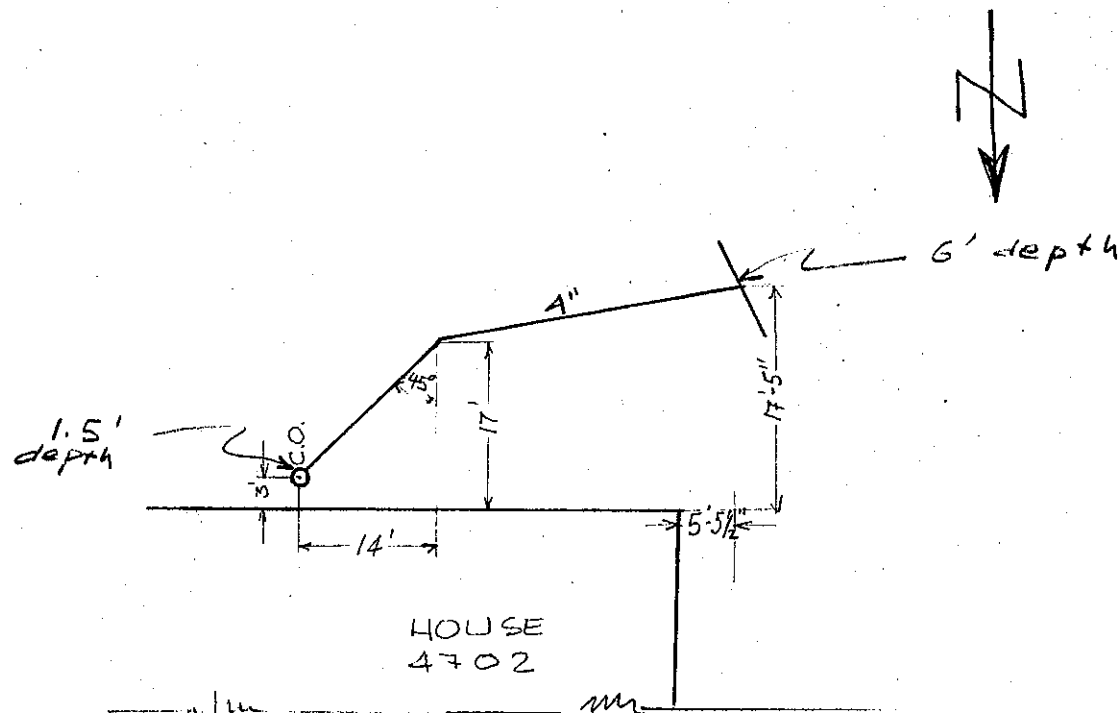 N
6' depth
4"
45°
17'
17'-5"
1.5'
depth
C.O.
3'
14'
5'-5½"
HOUSE
4702